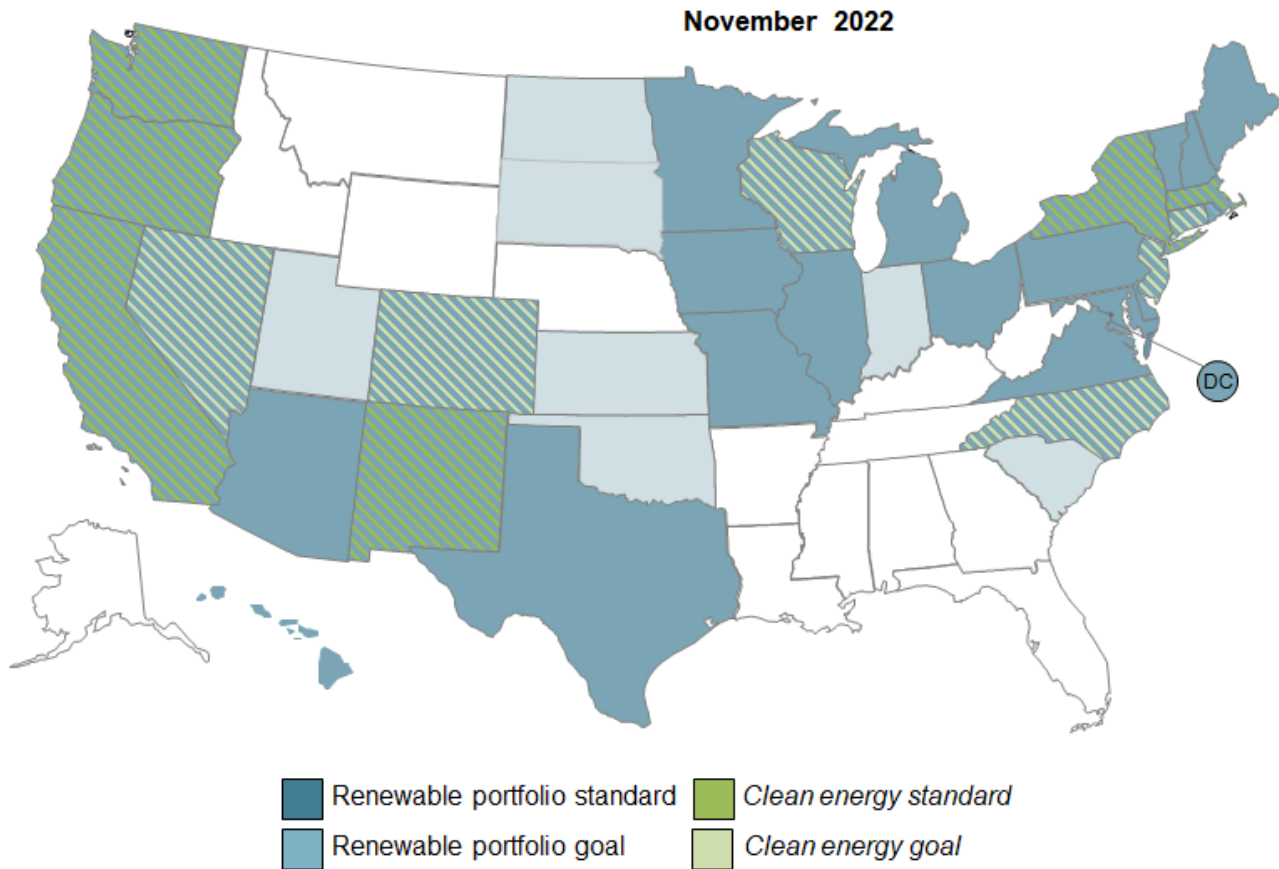 November 2022
DC
Renewable portfolio standard
Clean energy standard
Renewable portfolio goal
Clean energy goal